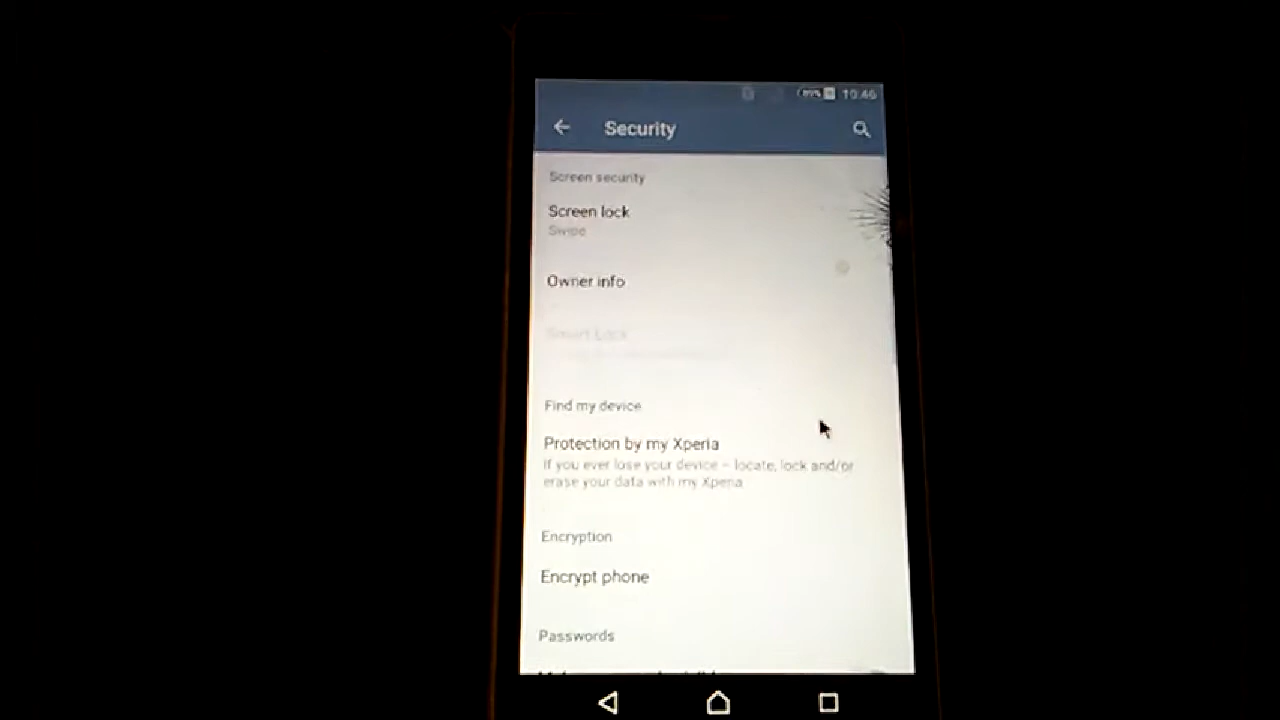 89% 10:46
Security
Screen security
Screen lock
Swipe
Owner info
Smart Lock
Find my device
Protection by my Xperia
If you ever lose your device – locate, lock and/or
erase your data with my Xperia
Encryption
Encrypt phone
Passwords